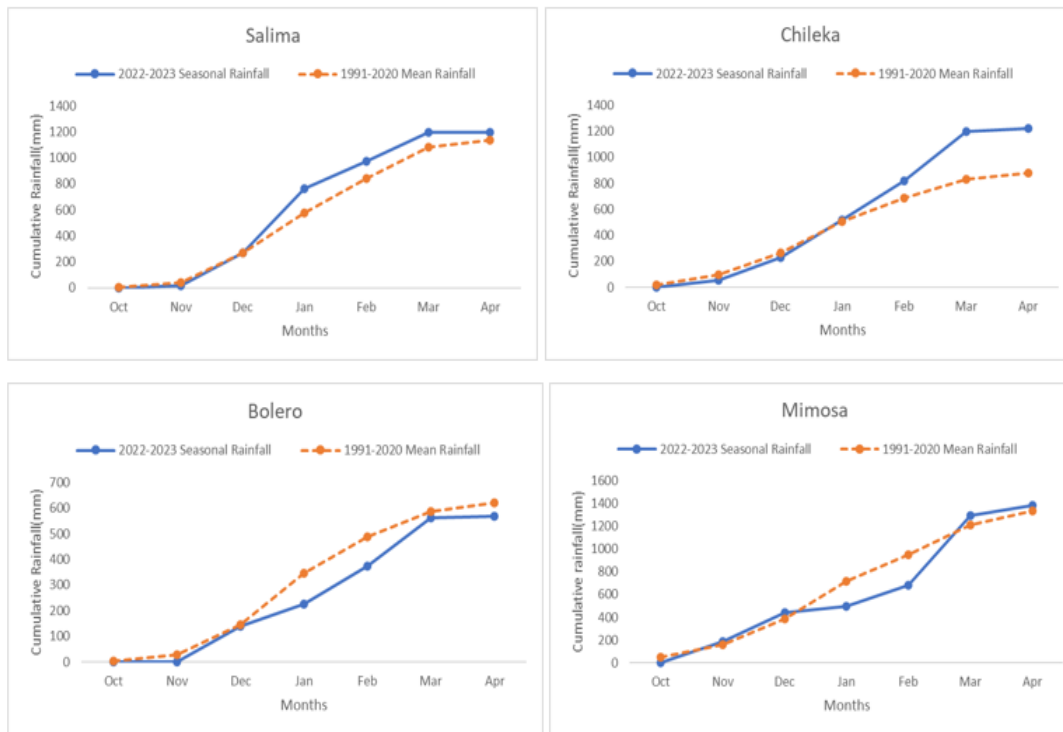 Salima
2022-2023 Seasonal Rainfall 1991-2020 Mean Rainfall
Cumulative Rainfall(mm)
1400
1200
1000
800
600
400
200
0
Oct Nov Dec Jan Feb Mar Apr
Months
Chileka
2022-2023 Seasonal Rainfall 1991-2020 Mean Rainfall
Cumulative Rainfall(mm)
1400
1200
1000
800
600
400
200
0
Oct Nov Dec Jan Feb Mar Apr
Months
Bolero
2022-2023 Seasonal Rainfall 1991-2020 Mean Rainfall
Cumulative Rainfall(mm)
700
600
500
400
300
200
100
0
Oct Nov Dec Jan Feb Mar Apr
Months
Mimosa
2022-2023 Seasonal Rainfall 1991-2020 Mean Rainfall
Cumulative rainfall(mm)
1600
1400
1200
1000
800
600
400
200
0
Oct Nov Dec Jan Feb Mar Apr
Months